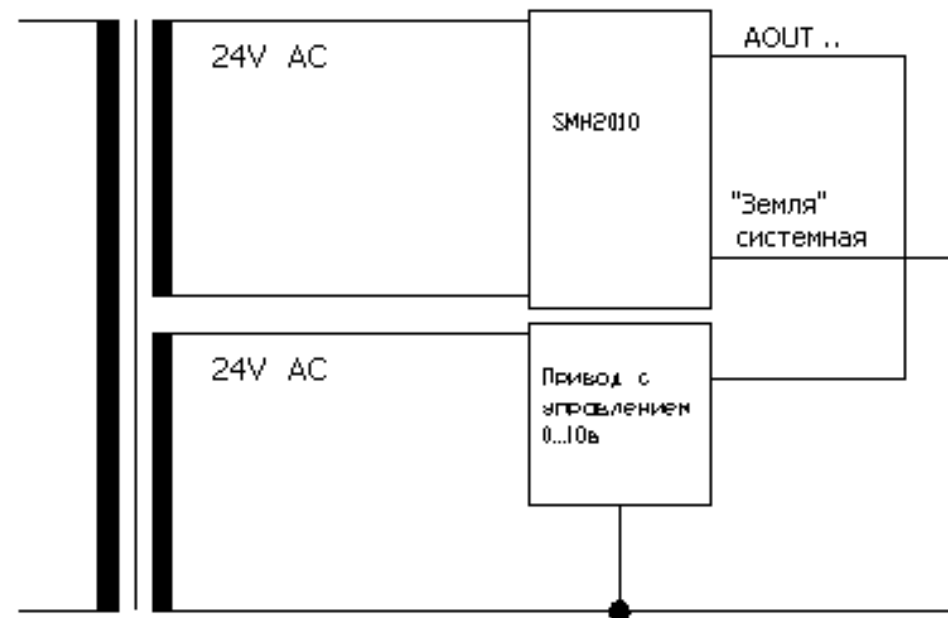 24V AC
SMH2010
AOUT ..
"Земля"
системная
24V AC
Привод с
управлением
0...10в